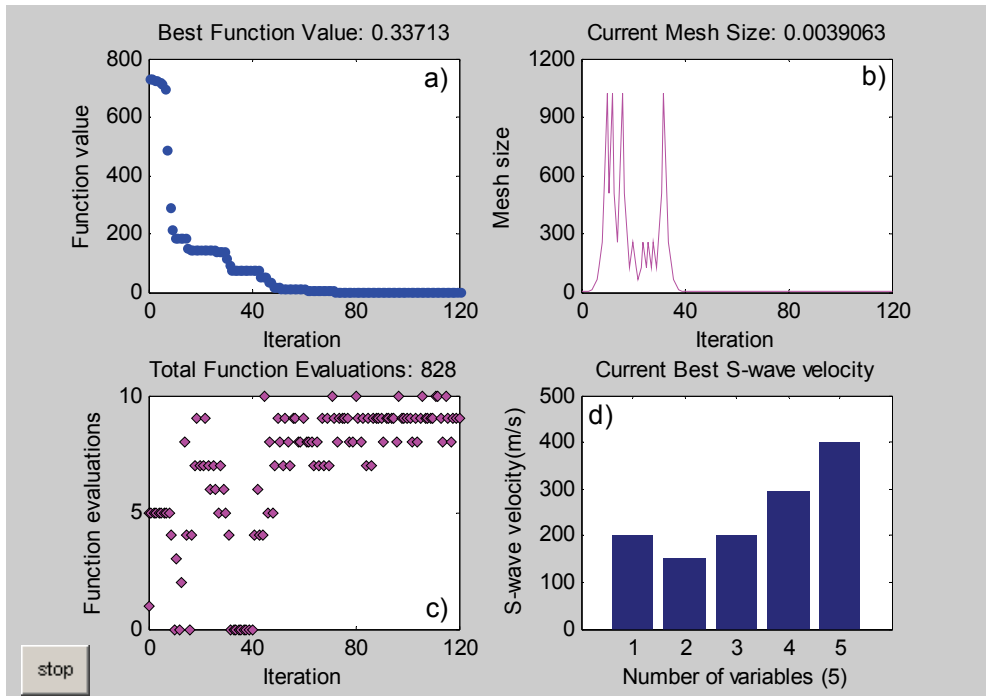 Best Function Value: 0.33713
a)
800
600
400
200
0
Function value
0 40 80 120
Iteration
Current Mesh Size: 0.0039063
b)
1200
900
600
300
0
Mesh size
0 40 80 120
Iteration
Total Function Evaluations: 828
10
5
0
Function evaluations
c)
0 40 80 120
Iteration
Current Best S-wave velocity
d)
500
400
300
200
100
0
S-wave velocity(m/s)
1 2 3 4 5
Number of variables (5)
stop